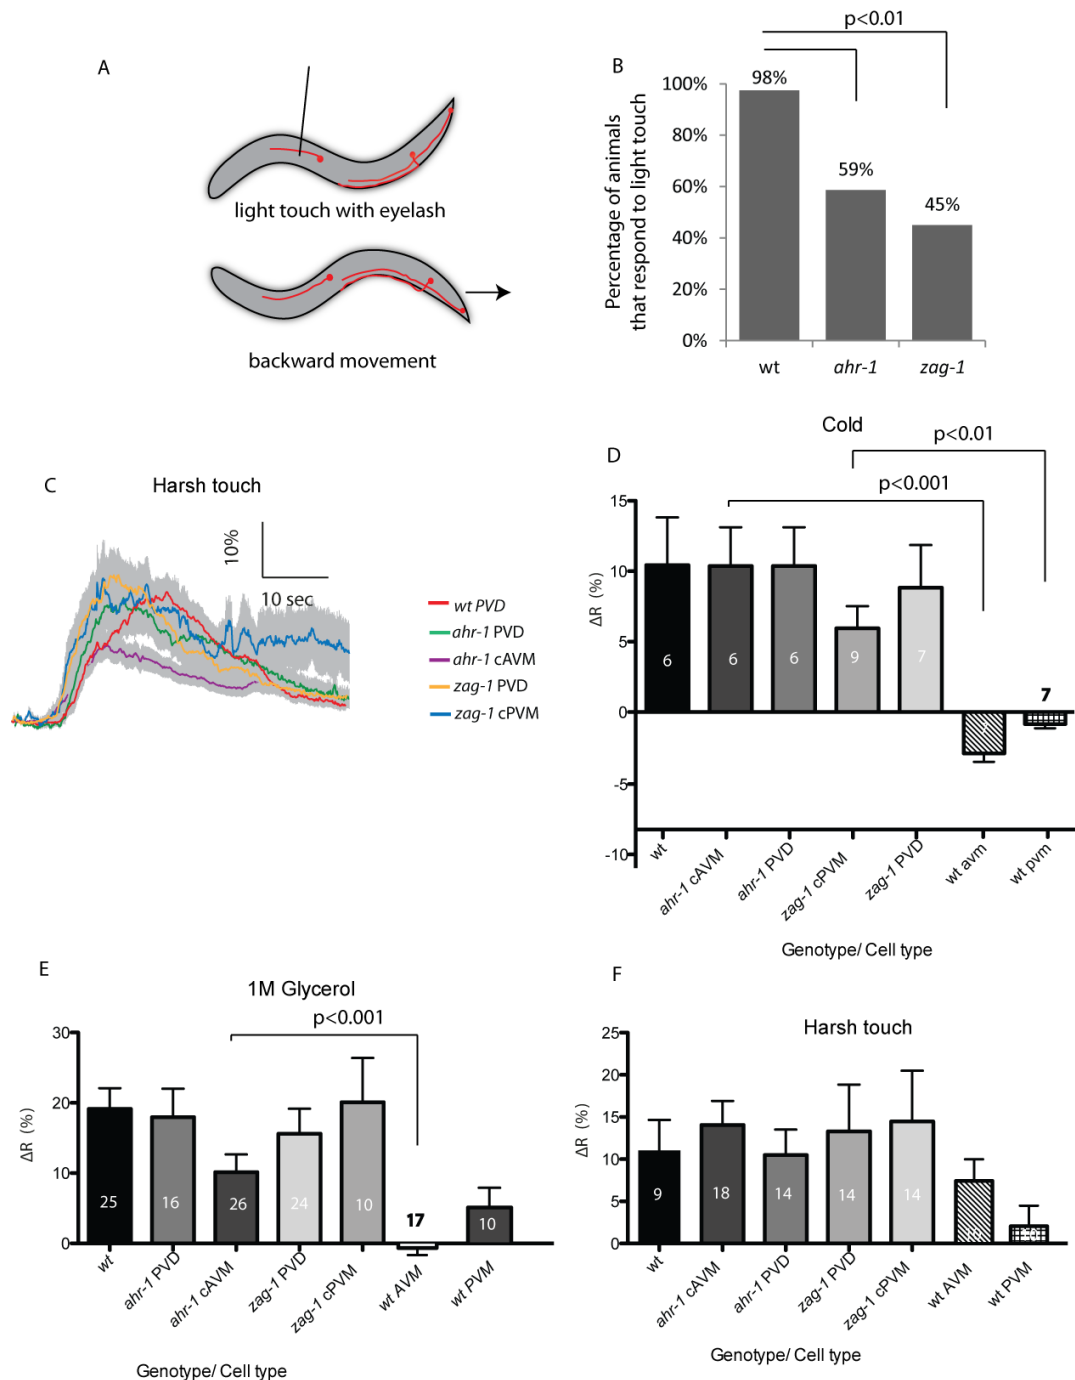 A
light touch with eyelash
backward movement
B
p<0.01
Percentage of animals
that respond to light touch
100%
80%
60%
40%
20%
0%
98%
59%
45%
wt
ahr-1
zag-1
C
Harsh touch
10%
10 sec
wt PVD
ahr-1 PVD
ahr-1 cAVM
zag-1 PVD
zag-1 cPVM
D
Cold
p<0.01
p<0.001
ΔR (%)
15
10
5
0
-5
-10
6
6
6
9
7
7
7
wt
ahr-1 cAVM
ahr-1 PVD
zag-1 cPVM
zag-1 PVD
wt avm
wt pvm
Genotype/ Cell type
E
1M Glycerol
p<0.001
ΔR (%)
30
20
10
0
25
16
26
24
10
17
10
wt
ahr-1 PVD
ahr-1 cAVM
zag-1 PVD
zag-1 cPVM
wt AVM
wt PVM
Genotype/ Cell type
F
Harsh touch
ΔR (%)
25
20
15
10
5
0
9
18
14
14
14
wt
ahr-1 cAVM
ahr-1 PVD
zag-1 PVD
zag-1 cPVM
wt AVM
wt PVM
Genotype/ Cell type